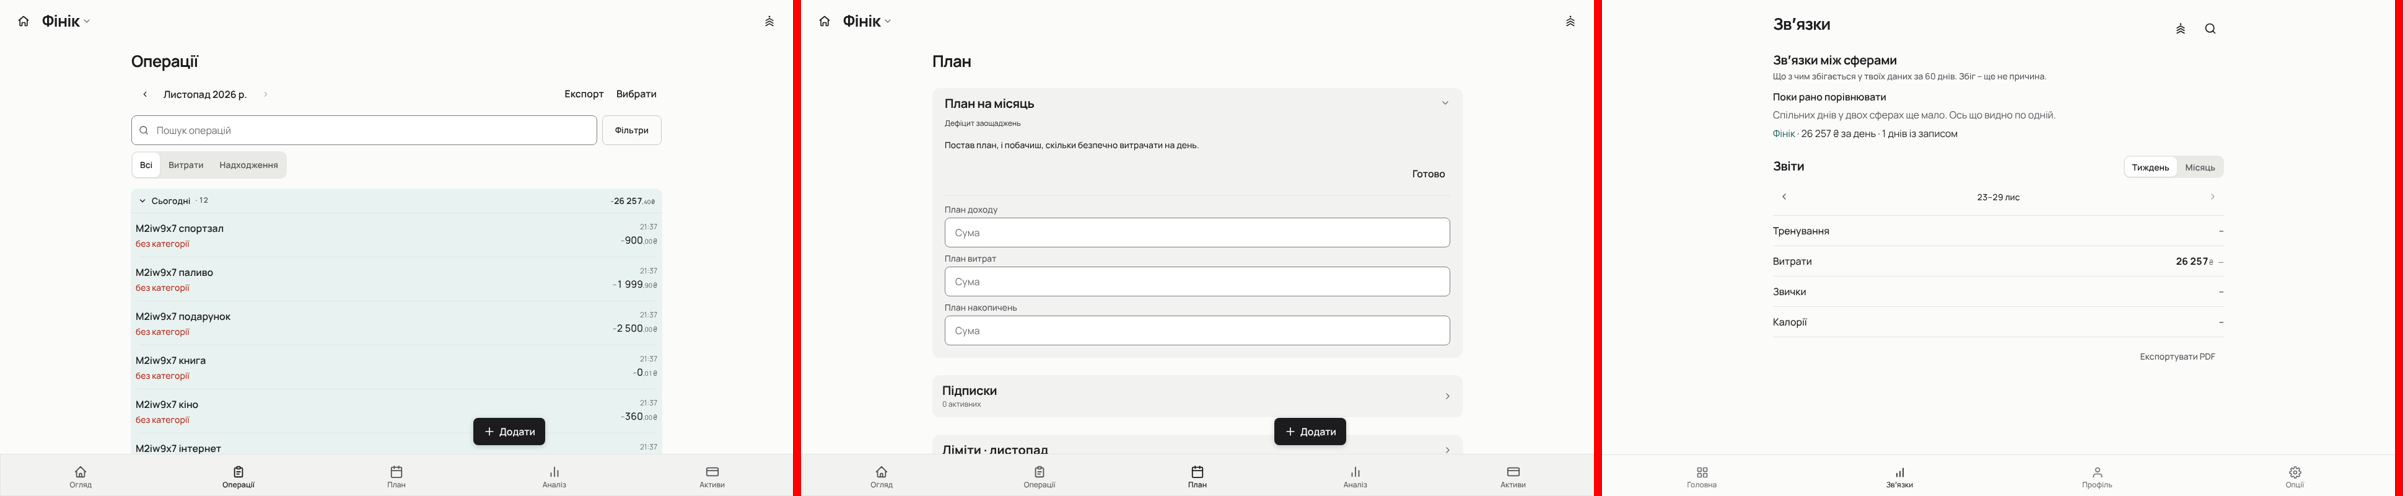 Фінік
Операції
Листопад 2026 р.
Експорт Вибрати
Пошук операцій
Фільтри
Всі Витрати Надходження
Сьогодні · 12 -26 257,40₴
M2iw9x7 спортзал 21:37
без категорії -900,00₴
M2iw9x7 паливо 21:37
без категорії -1 999,90₴
M2iw9x7 подарунок 21:37
без категорії -2 500,00₴
M2iw9x7 книга 21:37
без категорії -0,01₴
M2iw9x7 кіно 21:37
без категорії -360,00₴
M2iw9x7 інтернет 21:37
+ Додати
Огляд Операції План Аналіз Активи
Фінік
План
План на місяць
Дефіцит заощаджень
Постав план, і побачиш, скільки безпечно витрачати на день.
Готово
План доходу
Сума
План витрат
Сума
План накопичень
Сума
Підписки
0 активних
Ліміти · листопад
+ Додати
Огляд Операції План Аналіз Активи
Зв'язки
Зв'язки між сферами
Що з чим збігається у твоїх даних за 60 днів. Збіг – ще не причина.
Поки рано порівнювати
Спільних днів у двох сферах ще мало. Ось що видно по одній.
Фінік · 26 257 ₴ за день · 1 днів із записом
Звіти
Тиждень Місяць
23–29 лис
Тренування –
Витрати 26 257₴ –
Звички –
Калорії –
Експортувати PDF
Головна Зв'язки Профіль Опції